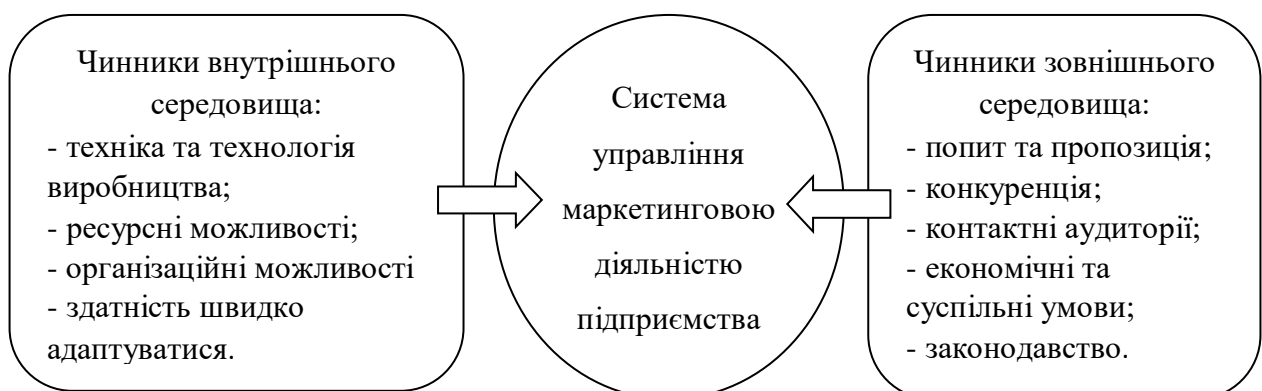 Чинники внутрішнього
середовища:
- техніка та технологія
виробництва;
- ресурсні можливості;
- організаційні можливості
- здатність швидко
адаптуватися.
Система
управління
маркетинговою
діяльністю
підприємства
Чинники зовнішнього
середовища:
- попит та пропозиція;
- конкуренція;
- контактні аудиторії;
- економічні та
суспільні умови;
- законодавство.